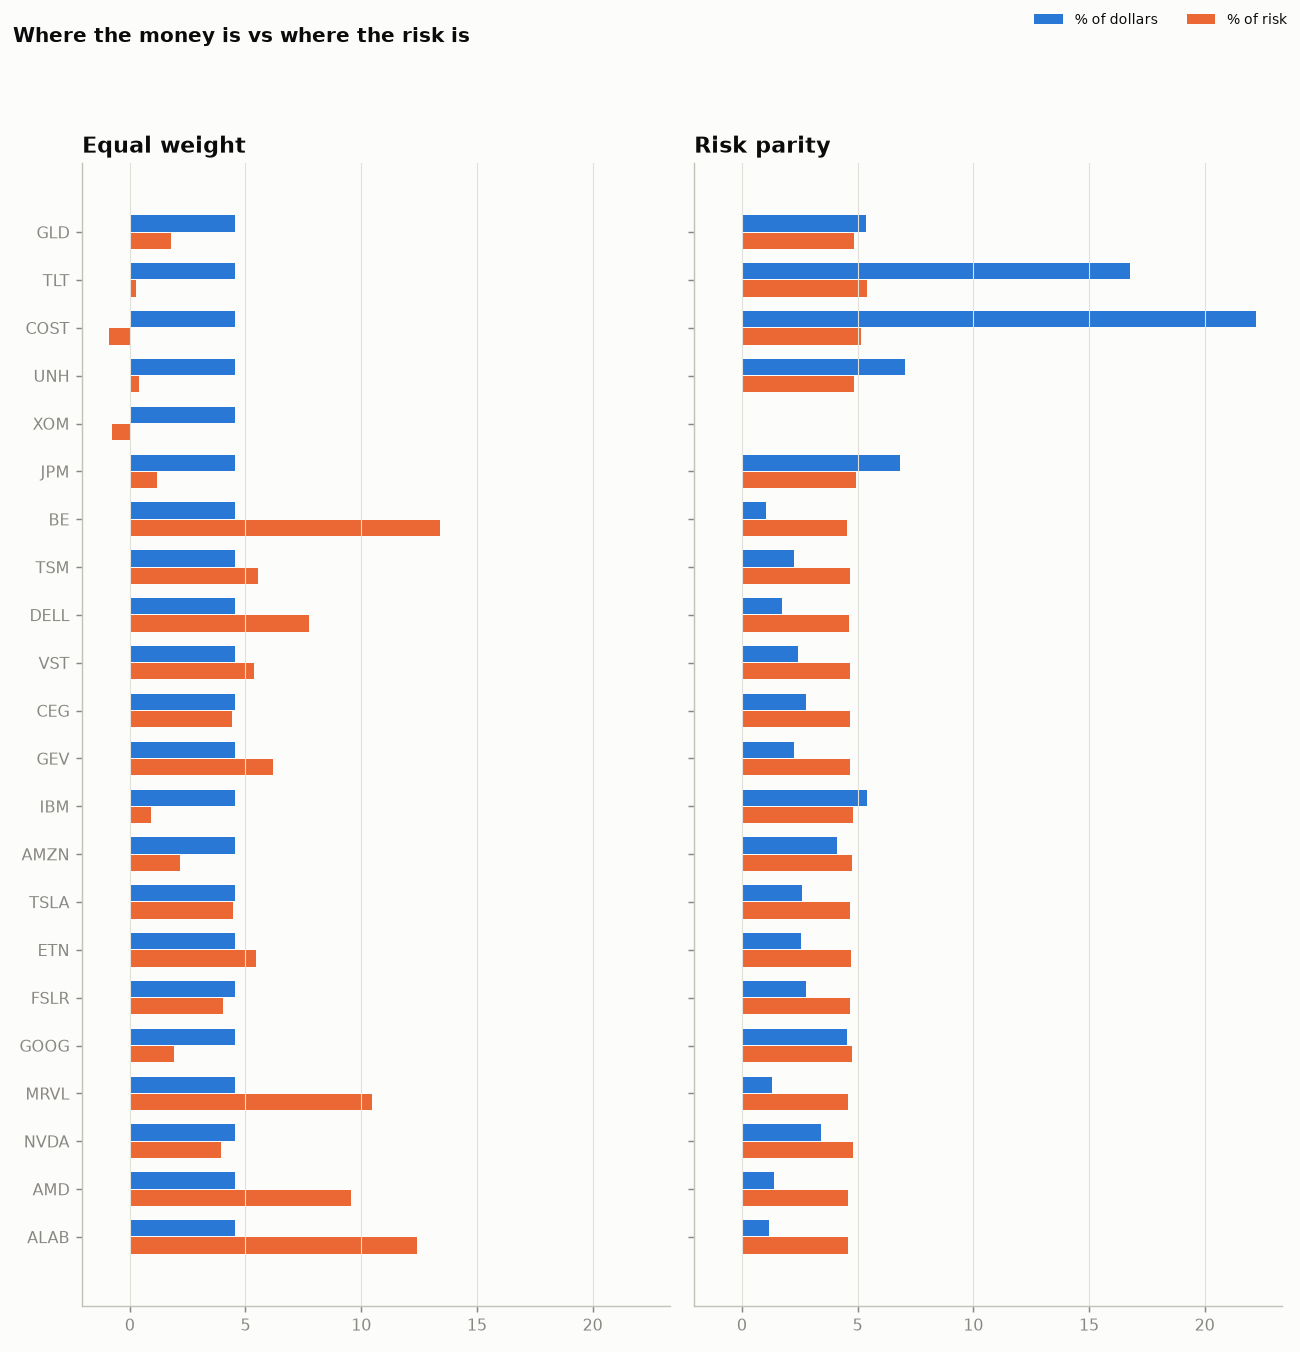 Where the money is vs where the risk is
% of dollars
% of risk
Equal weight
Risk parity
GLD
TLT
COST
UNH
XOM
JPM
BE
TSM
DELL
VST
CEG
GEV
IBM
AMZN
TSLA
ETN
FSLR
GOOG
MRVL
NVDA
AMD
ALAB
0 5 10 15 20
0 5 10 15 20